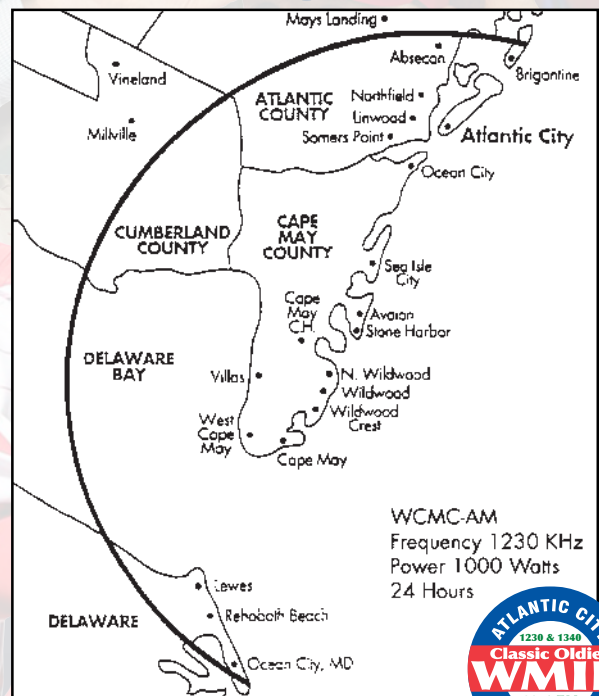 Mays Landing
Absecon
Brigantine
Vineland
Northfield
ATLANTIC
COUNTY
Linwood
Millville
Somers Point
Atlantic City
Ocean City
CAPE
MAY
COUNTY
CUMBERLAND
COUNTY
Sea Isle
City
Cape
May
C.H.
Avalon
Stone Harbor
DELAWARE
BAY
Villas
N. Wildwood
Wildwood
Wildwood
Crest
West
Cape
May
Cape May
WCMC-AM
Frequency 1230 KHz
Power 1000 Watts
24 Hours
Lewes
Rehoboth Beach
DELAWARE
Ocean City, MD
ATLANTIC
1230 & 1340
Classic